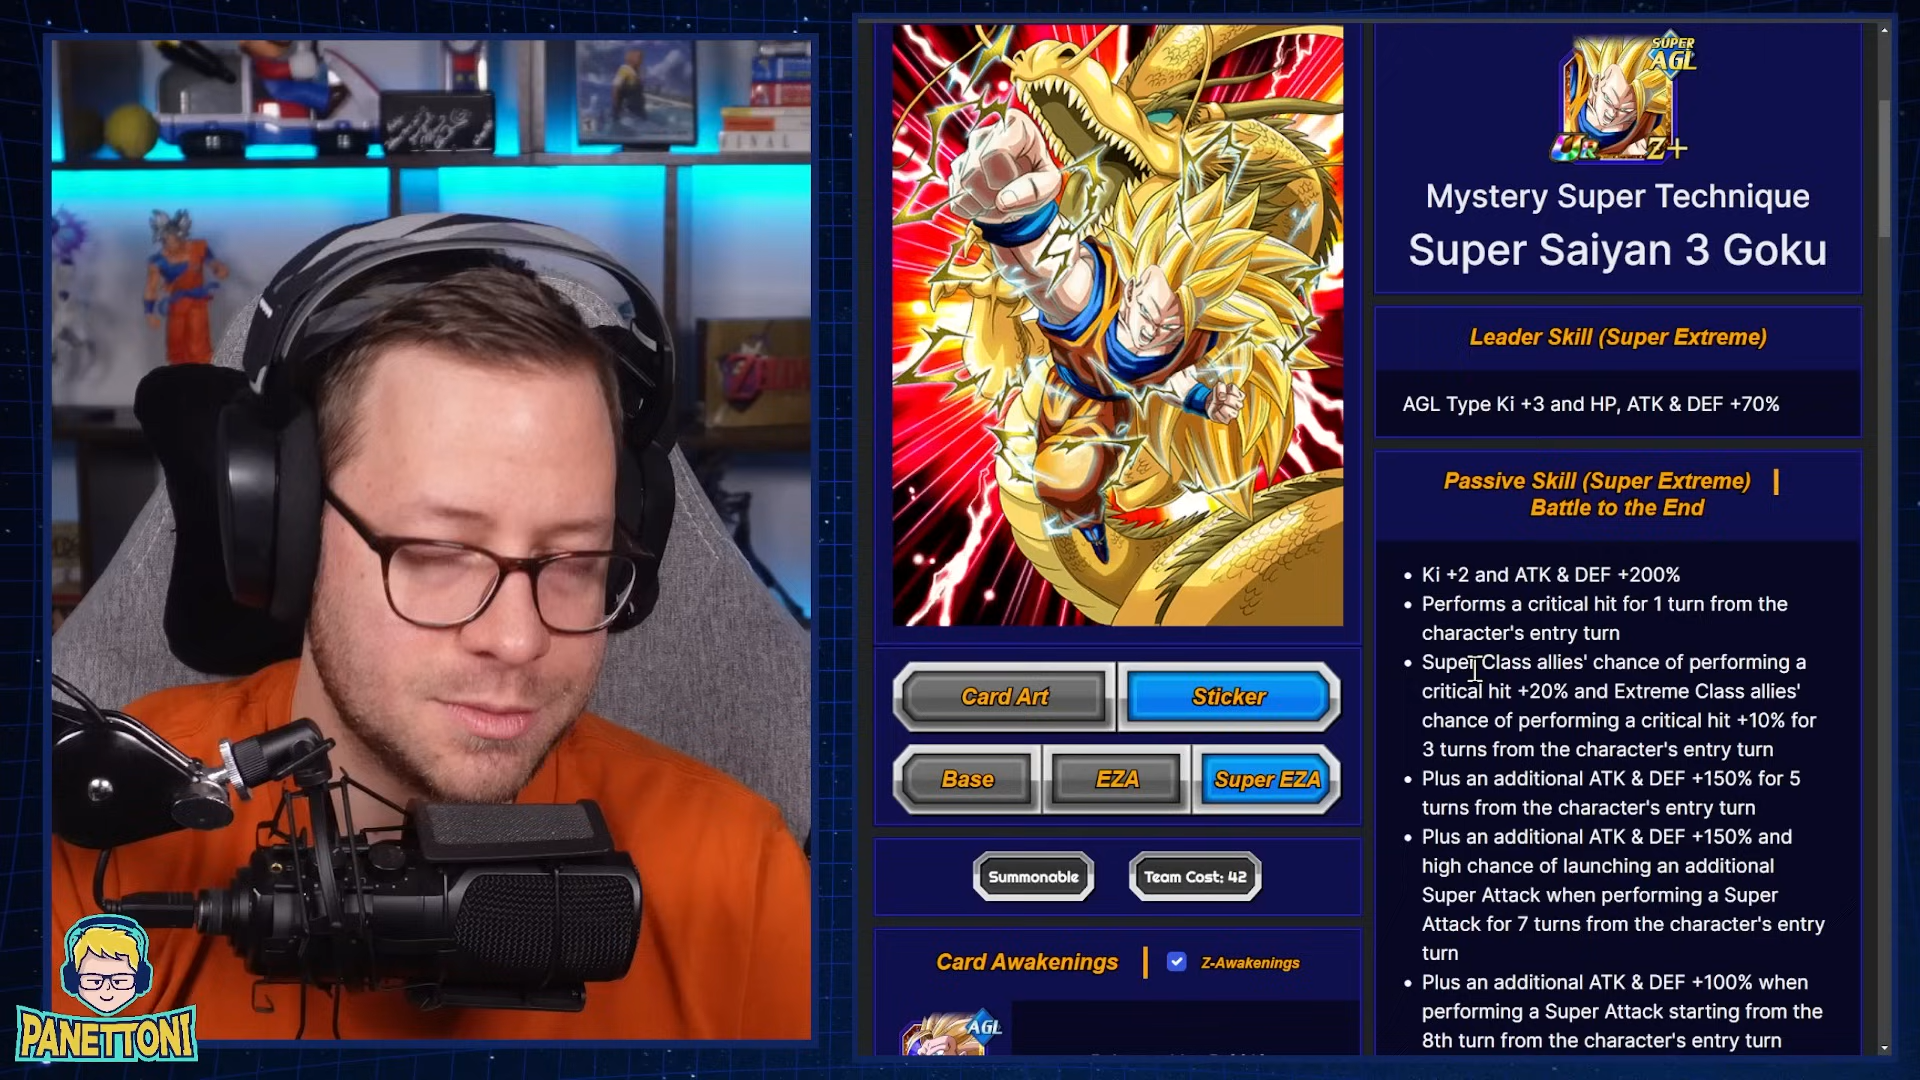 FINAL
ZELDA
PANETTONI
Card Art
Sticker
Base
EZA
Super EZA
Summonable
Team Cost: 42
Card Awakenings
Z-Awakenings
AGL
SUPER
AGL
UR
Z+
Mystery Super Technique
Super Saiyan 3 Goku
Leader Skill (Super Extreme)
AGL Type Ki +3 and HP, ATK & DEF +70%
Passive Skill (Super Extreme)
Battle to the End
• Ki +2 and ATK & DEF +200%
• Performs a critical hit for 1 turn from the
character's entry turn
• Super Class allies' chance of performing a
critical hit +20% and Extreme Class allies'
chance of performing a critical hit +10% for
3 turns from the character's entry turn
• Plus an additional ATK & DEF +150% for 5
turns from the character's entry turn
• Plus an additional ATK & DEF +150% and
high chance of launching an additional
Super Attack when performing a Super
Attack for 7 turns from the character's entry
turn
• Plus an additional ATK & DEF +100% when
performing a Super Attack starting from the
8th turn from the character's entry turn